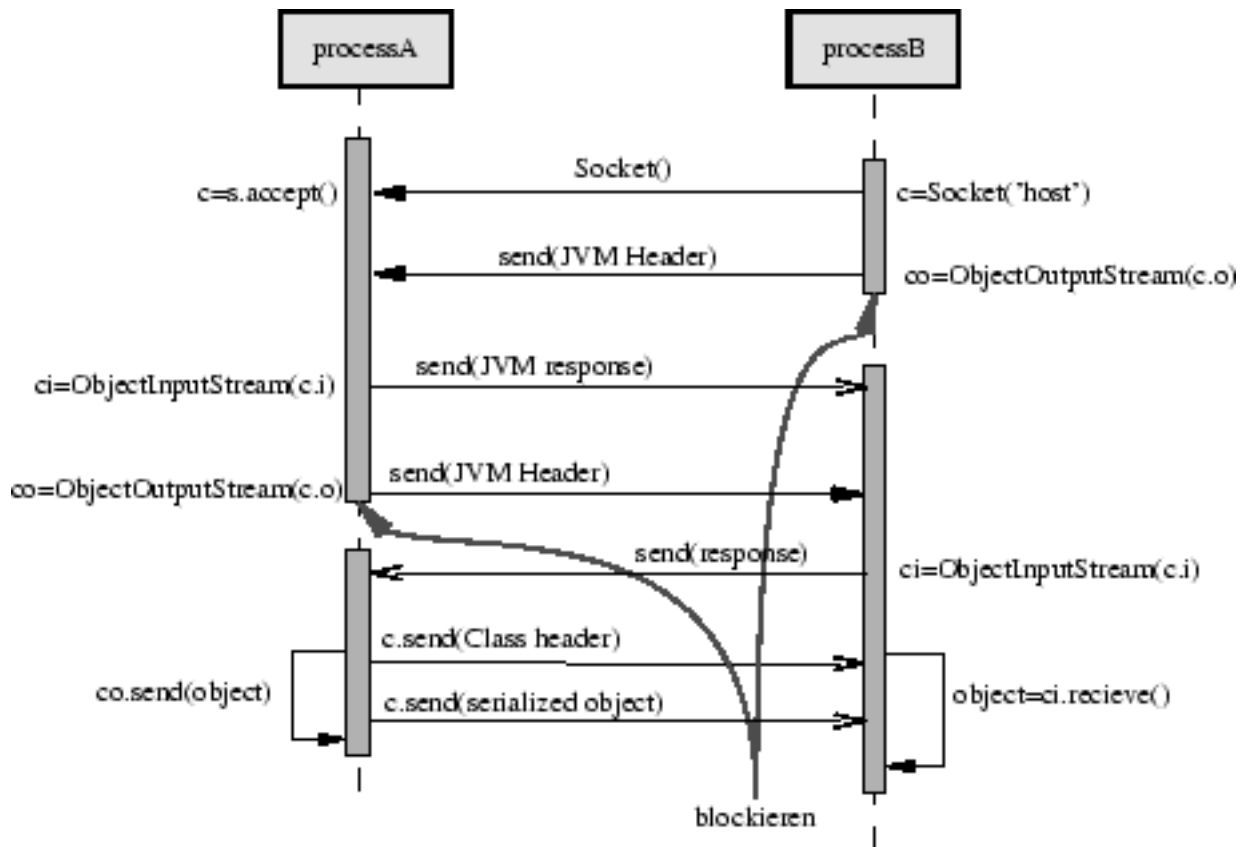 processA
processB
Socket()
c=s.accept()
c=Socket("host")
send(JVM Header)
co=ObjectOutputStream(c.o)
send(JVM response)
ci=ObjectInputStream(c.i)
send(JVM Header)
co=ObjectOutputStream(c.o)
send(response)
ci=ObjectInputStream(c.i)
c.send(Class header)
co.send(object)
c.send(serialized object)
object=ci.recieve()
blockieren